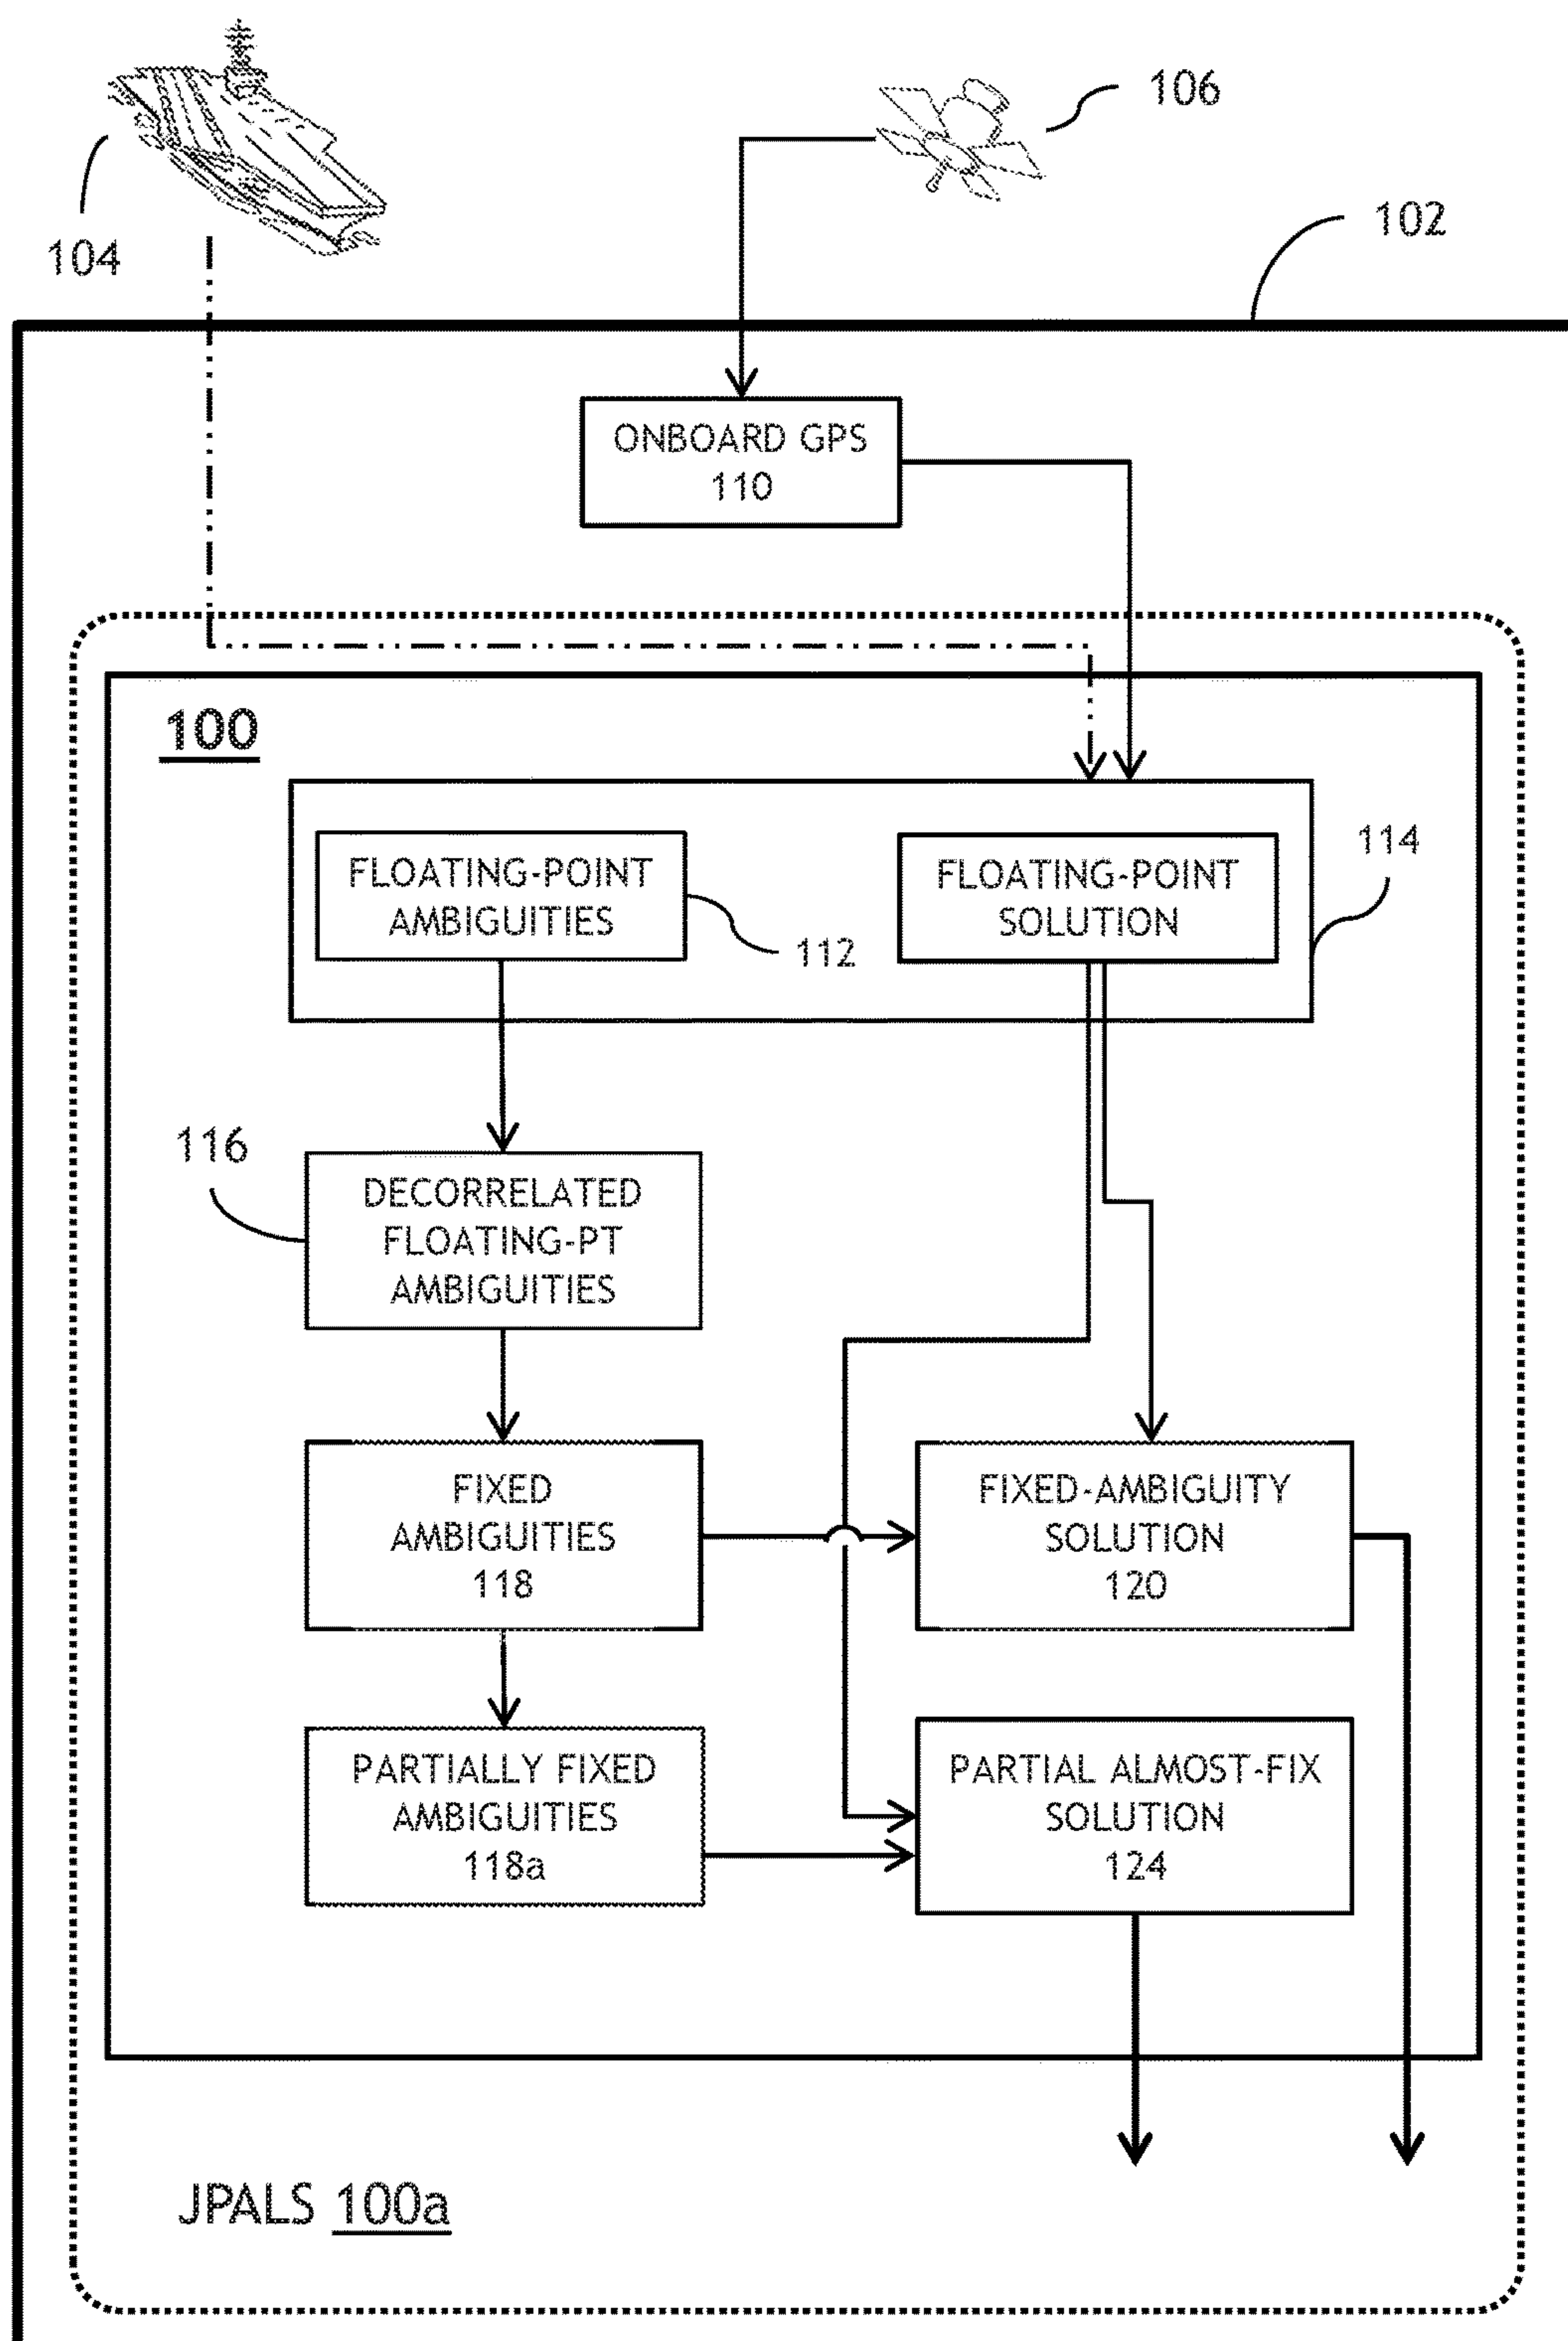 106
102
104
ONBOARD GPS
110
100
114
FLOATING-POINT
AMBIGUITIES
112
FLOATING-POINT
SOLUTION
116
DECORRELATED
FLOATING-PT
AMBIGUITIES
FIXED
AMBIGUITIES
118
FIXED-AMBIGUITY
SOLUTION
120
PARTIALLY FIXED
AMBIGUITIES
118a
PARTIAL ALMOST-FIX
SOLUTION
124
JPALS 100a